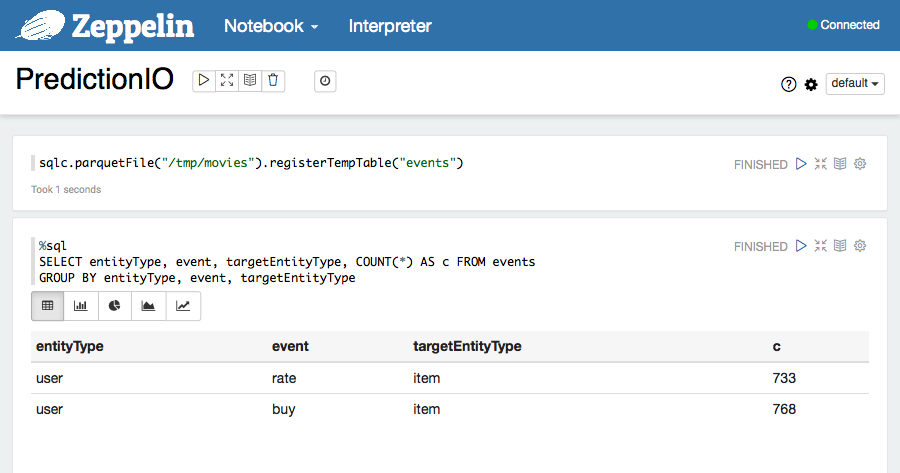 Zeppelin Notebook Interpreter Connected
PredictionIO default
sqlc.parquetFile("/tmp/movies").registerTempTable("events") FINISHED
Took 1 seconds
%sql FINISHED
SELECT entityType, event, targetEntityType, COUNT(*) AS c FROM events
GROUP BY entityType, event, targetEntityType
entityType event targetEntityType c
user rate item 733
user buy item 768